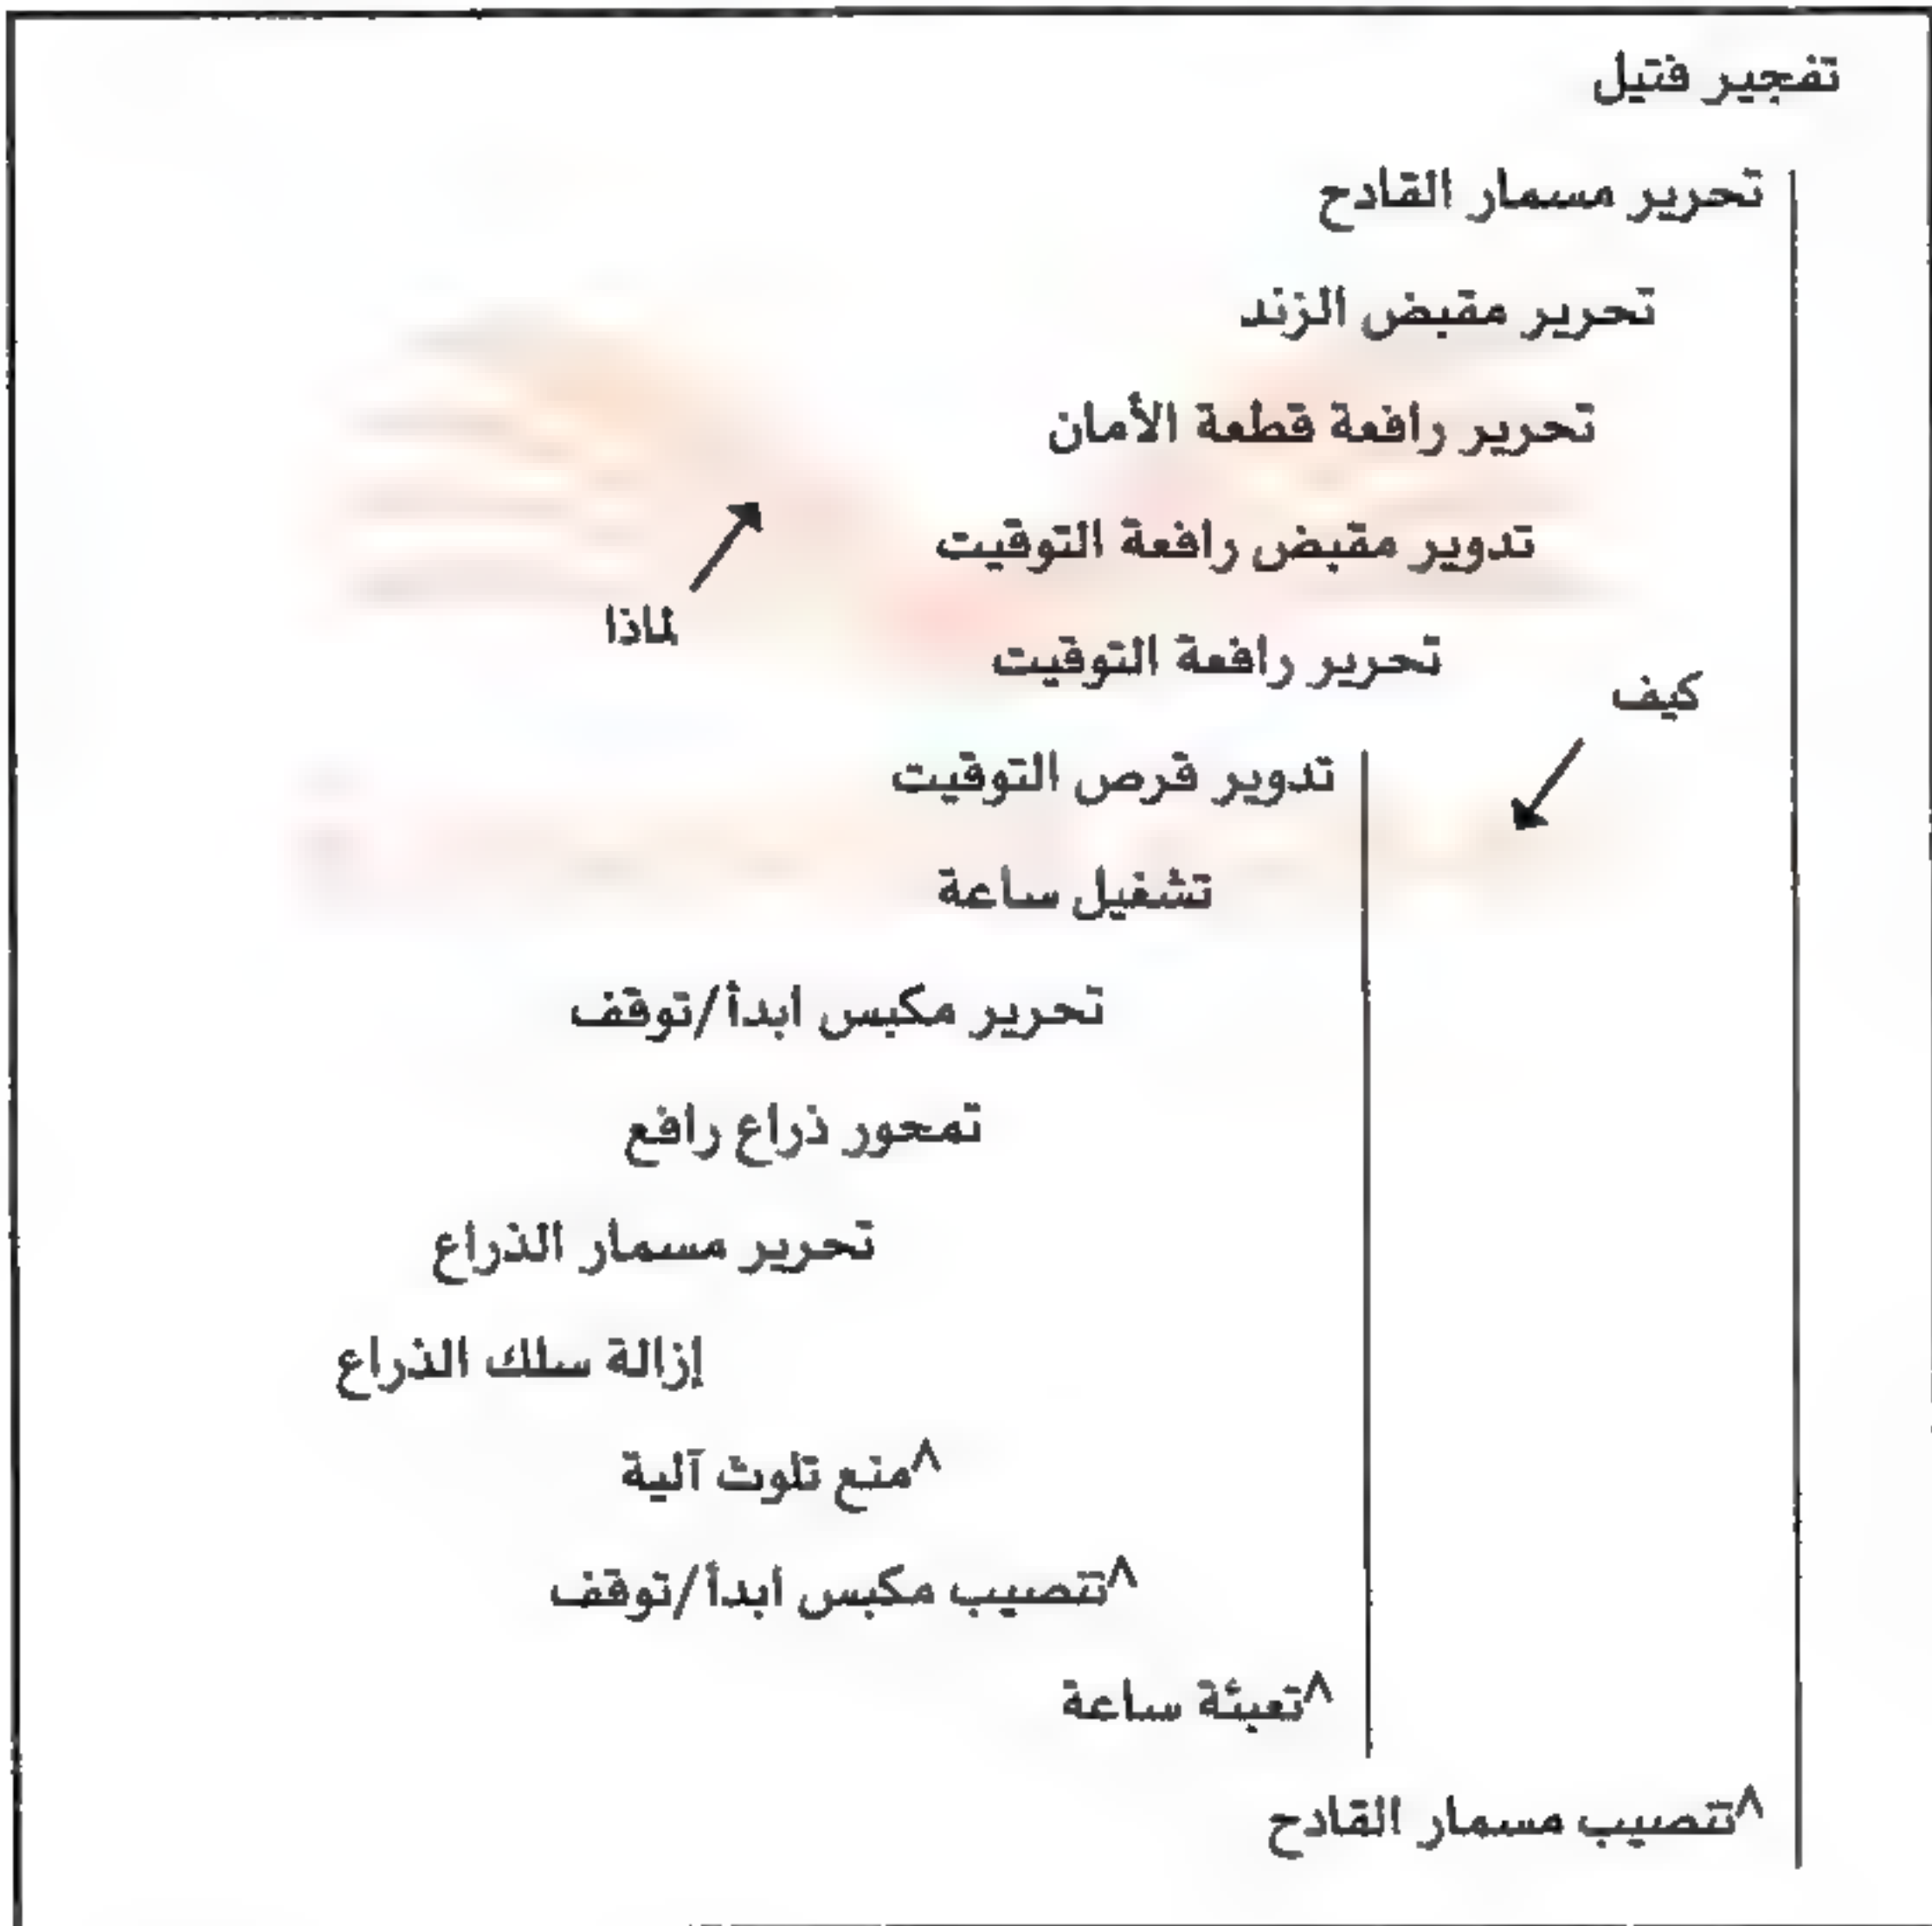 تفجير فتيل
تحرير مسمار القادح
تحرير مقبض الزند
تحرير رافعة قطعة الأمان
تدوير مقبض رافعة التوقيت
لماذا
تحرير رافعة التوقيت
كيف
تدوير قرص التوقيت
تشغيل ساعة
تحرير مكبس ابدأ/توقف
تمحور ذراع رافع
تحرير مسمار الذراع
إزالة سلك الذراع
^منع تلوث آلية
^تنصيب مكبس ابدأ/توقف
^تعبئة ساعة
^تنصيب مسمار القادح